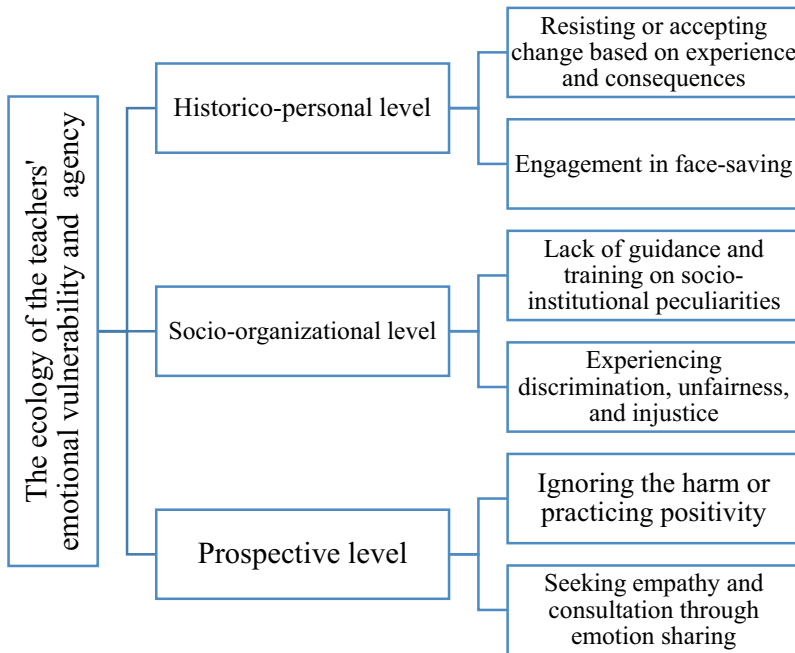 The ecology of the teachers'
emotional vulnerability and agency
Historico-personal level
Resisting or accepting
change based on experience
and consequences
Engagement in face-saving
Socio-organizational level
Lack of guidance and
training on socio-
institutional peculiarities
Experiencing
discrimination, unfairness,
and injustice
Prospective level
Ignoring the harm or
practicing positivity
Seeking empathy and
consultation through
emotion sharing